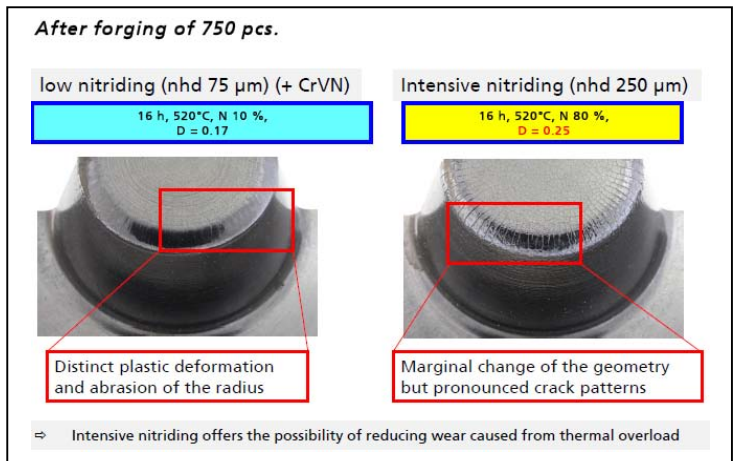 After forging of 750 pcs.
low nitriding (nhd 75 µm) (+ CrVN)
16 h, 520°C, N 10 %,
D = 0.17
Intensive nitriding (nhd 250 µm)
16 h, 520°C, N 80 %,
D = 0.25
Distinct plastic deformation
and abrasion of the radius
Marginal change of the geometry
but pronounced crack patterns
⇨ Intensive nitriding offers the possibility of reducing wear caused from thermal overload